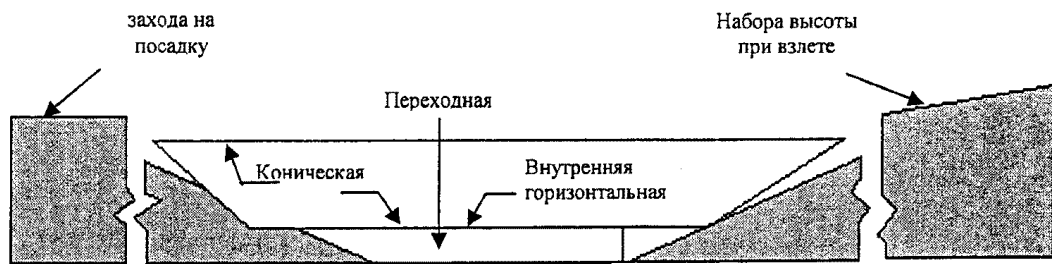 захода на
посадку
Набора высоты
при взлете
Переходная
Коническая
Внутренняя
горизонтальная